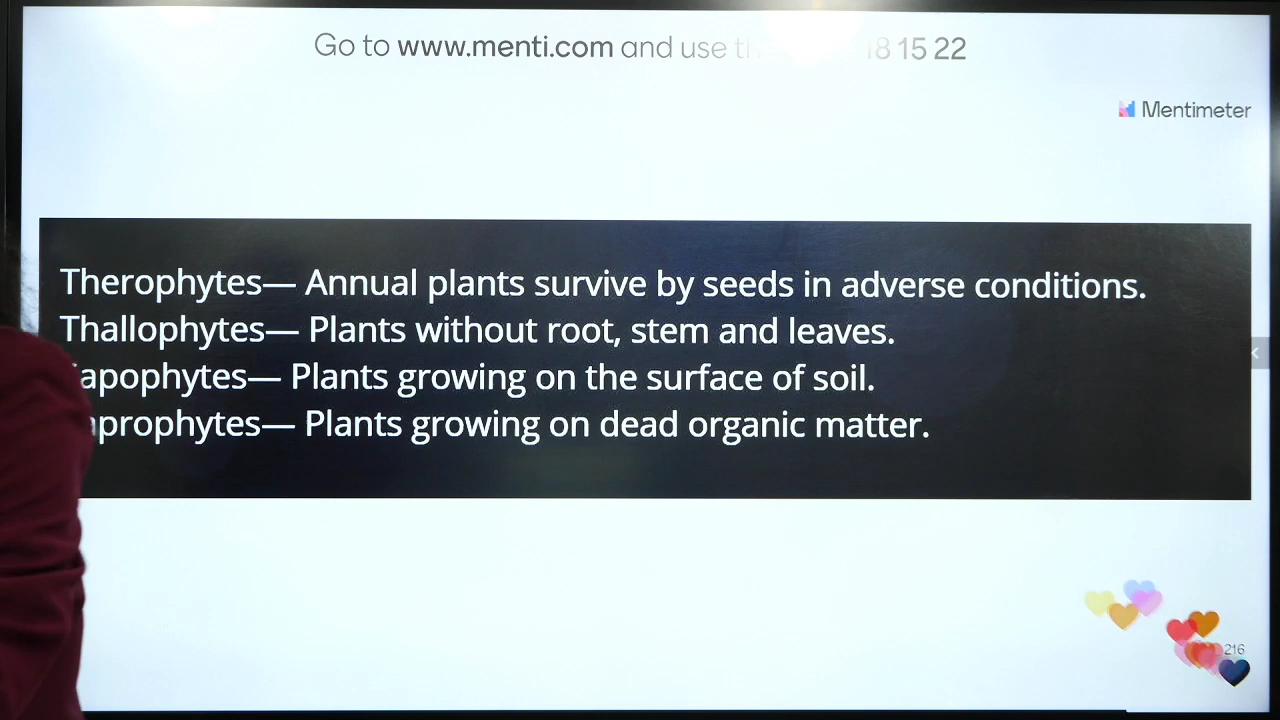 Go to www.menti.com and use 18 15 22
Mentimeter
Therophytes— Annual plants survive by seeds in adverse conditions.
Thallophytes— Plants without root, stem and leaves.
apophytes— Plants growing on the surface of soil.
aprophytes— Plants growing on dead organic matter.
216